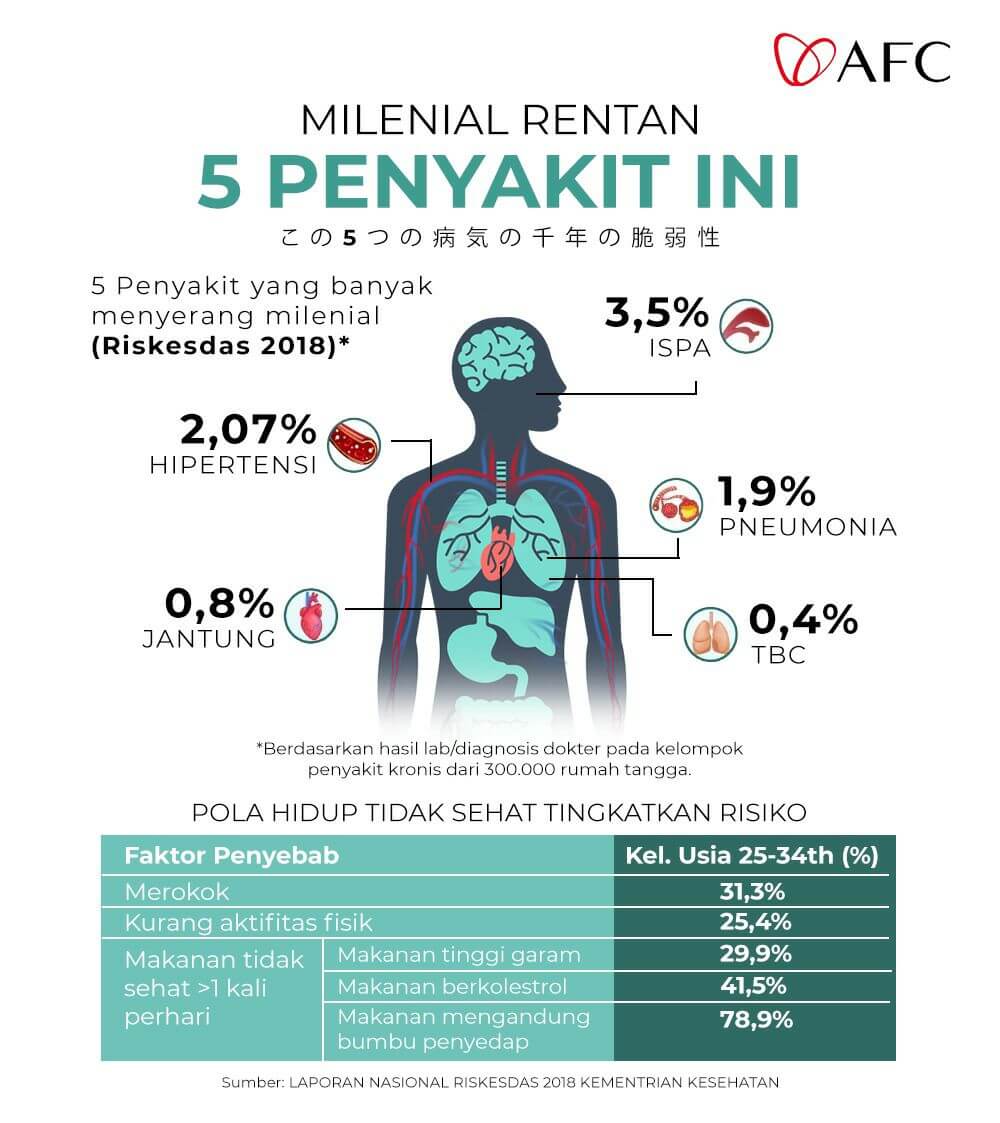 AFC
MILENIAL RENTAN
5 PENYAKIT INI
この5つの病気の千年の脆弱性
5 Penyakit yang banyak
menyerang milenial
(Riskesdas 2018)*
3,5%
ISPA
2,07%
HIPERTENSI
1,9%
PNEUMONIA
0,8%
JANTUNG
0,4%
TBC
*Berdasarkan hasil lab/diagnosis dokter pada kelompok
penyakit kronis dari 300.000 rumah tangga.
POLA HIDUP TIDAK SEHAT TINGKATKAN RISIKO
Faktor Penyebab Kel. Usia 25-34th (%)
Merokok 31,3%
Kurang aktifitas fisik 25,4%
Makanan tidak
sehat >1 kali
perhari
Makanan tinggi garam 29,9%
Makanan berkolestrol 41,5%
Makanan mengandung
bumbu penyedap 78,9%
Sumber: LAPORAN NASIONAL RISKESDAS 2018 KEMENTRIAN KESEHATAN